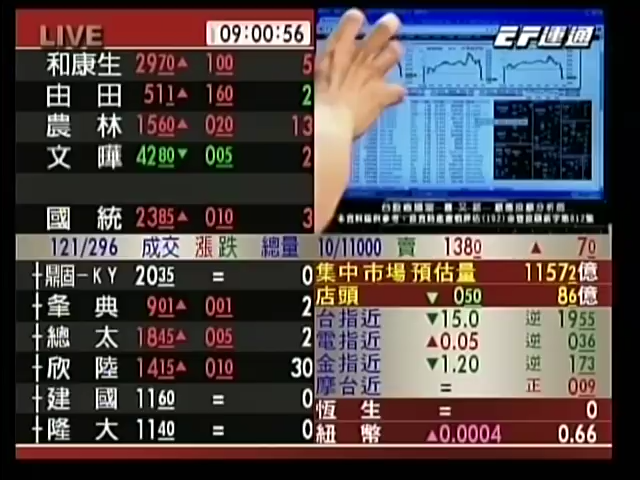 LIVE 09:00:56
和康生 2970▲ 100 5
由田 511▲ 160 2
農林 1560▲ 020 13
文曄 4280▼ 005 2
國統 2385▲ 010 3
121/296 成交 漲跌 總量
鼎固-KY 2035 = 0
夆典 901▲ 001 2
總太 1845▲ 005 2
欣陸 1415▲ 010 30
建國 1160 = 0
隆大 1140 = 0
運通
10/11000 賣 1380 ▲ 70
集中市場預估量 11572億
店頭 ▼ 050 86億
台指近 ▼15.0 逆 1955
電指近 ▲0.05 逆 036
金指近 ▼1.20 逆 173
摩台近 = 正 009
恆生 = 0
紐幣 ▲0.0004 0.66